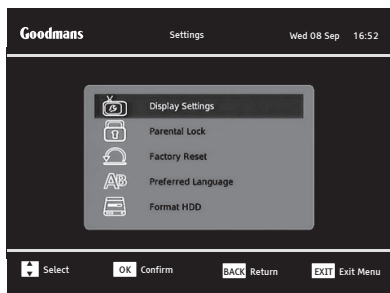 Goodmans Settings Wed 08 Sep 16:52
Display Settings
Parental Lock
Factory Reset
AB Preferred Language
Format HDD
Select OK Confirm BACK Return EXIT Exit Menu